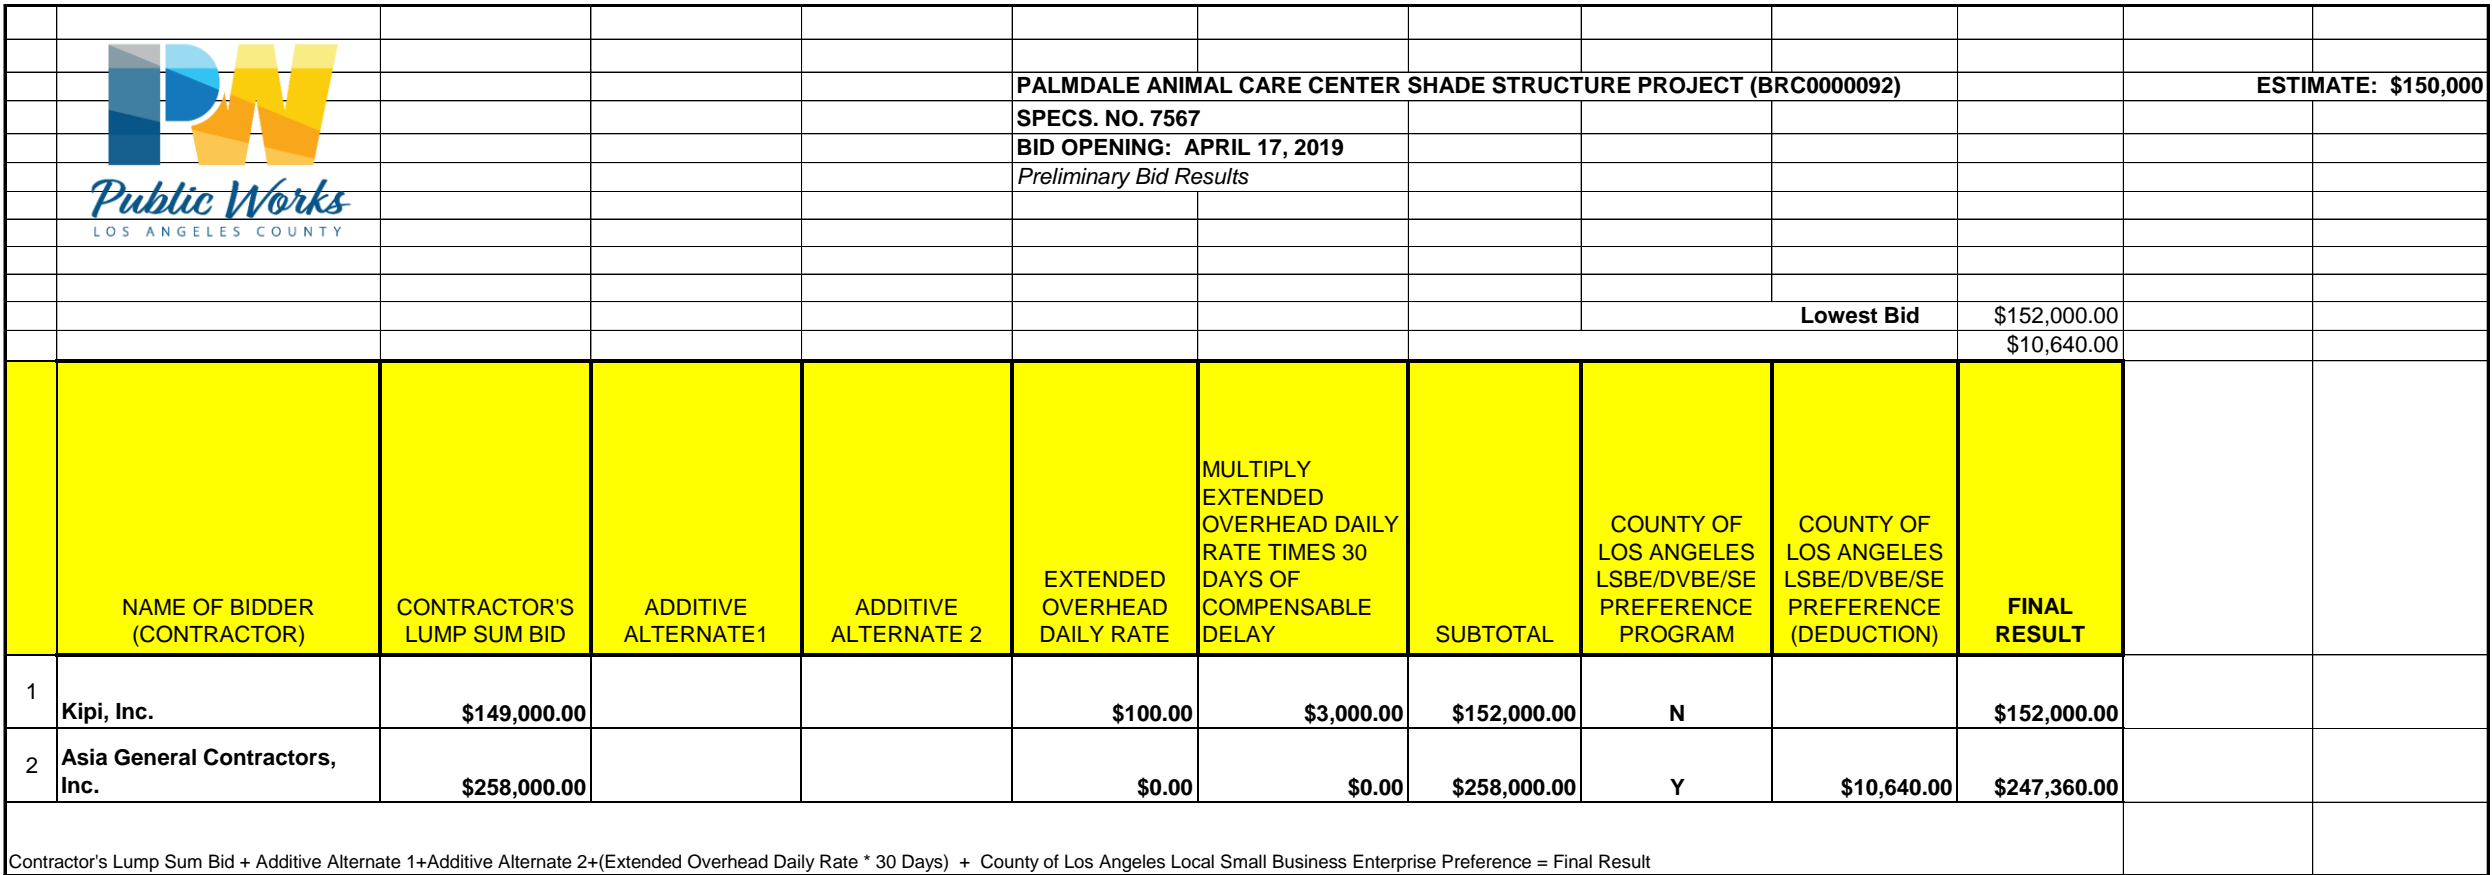 PW
Public Works
LOS ANGELES COUNTY
PALMDALE ANIMAL CARE CENTER SHADE STRUCTURE PROJECT (BRC0000092)
ESTIMATE: $150,000
SPECS. NO. 7567
BID OPENING: APRIL 17, 2019
Preliminary Bid Results
Lowest Bid $152,000.00
$10,640.00
NAME OF BIDDER
(CONTRACTOR)
CONTRACTOR'S
LUMP SUM BID
ADDITIVE
ALTERNATE1
ADDITIVE
ALTERNATE 2
EXTENDED
OVERHEAD
DAILY RATE
MULTIPLY
EXTENDED
OVERHEAD DAILY
RATE TIMES 30
DAYS OF
COMPENSABLE
DELAY
SUBTOTAL
COUNTY OF
LOS ANGELES
LSBE/DVBE/SE
PREFERENCE
PROGRAM
COUNTY OF
LOS ANGELES
LSBE/DVBE/SE
PREFERENCE
(DEDUCTION)
FINAL
RESULT
1 Kipi, Inc. $149,000.00 $100.00 $3,000.00 $152,000.00 N $152,000.00
2 Asia General Contractors,
Inc. $258,000.00 $0.00 $0.00 $258,000.00 Y $10,640.00 $247,360.00
Contractor's Lump Sum Bid + Additive Alternate 1+Additive Alternate 2+(Extended Overhead Daily Rate * 30 Days) + County of Los Angeles Local Small Business Enterprise Preference = Final Result